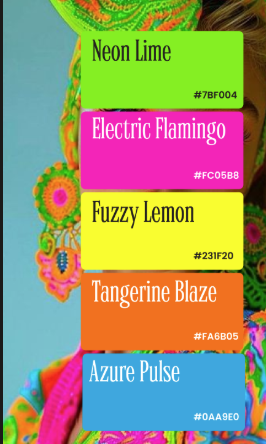 Neon Lime
#7BF004
Electric Flamingo
#FC05B8
Fuzzy Lemon
#231F20
Tangerine Blaze
#FA6B05
Azure Pulse
#0AA9E0